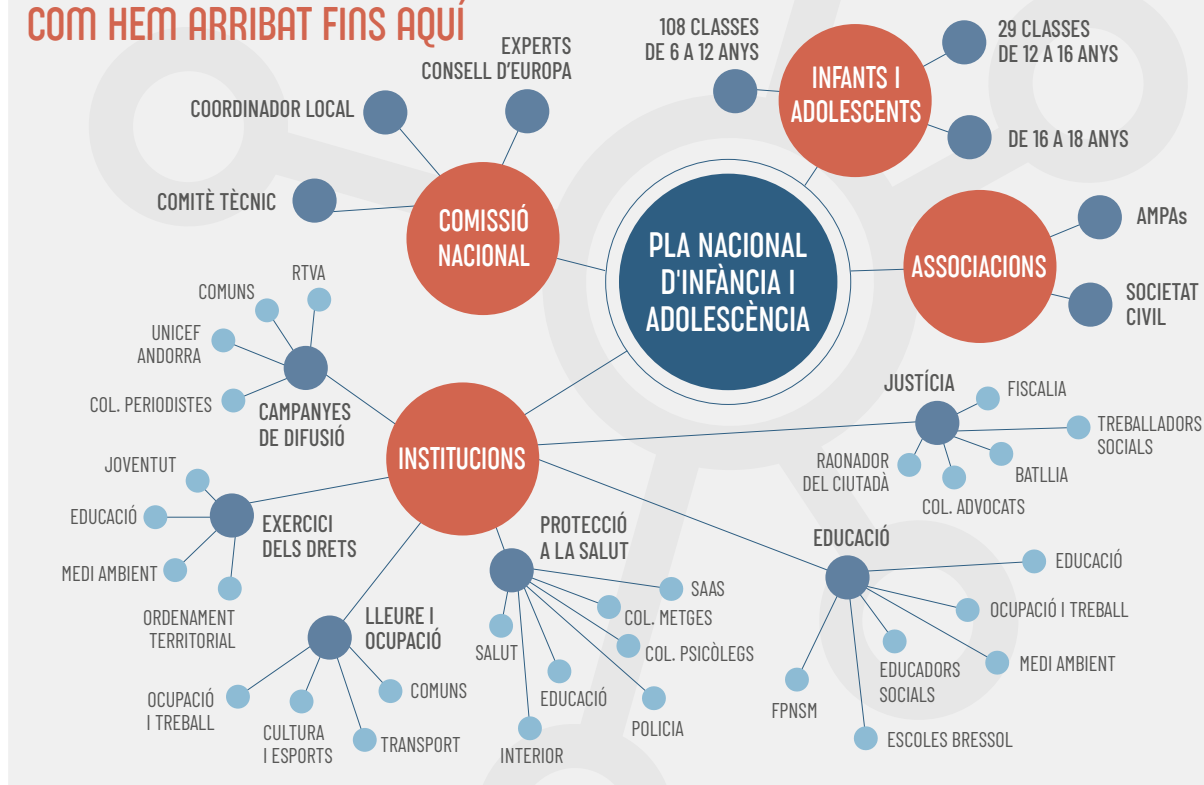 COM HEM ARRIBAT FINS AQUÍ
EXPERTS
CONSELL D'EUROPA
COORDINADOR LOCAL
COMITÈ TÈCNIC
COMISSIÓ
NACIONAL
108 CLASSES
DE 6 A 12 ANYS
INFANTS I
ADOLESCENTS
29 CLASSES
DE 12 A 16 ANYS
DE 16 A 18 ANYS
PLA NACIONAL
D'INFÀNCIA I
ADOLESCÈNCIA
ASSOCIACIONS
AMPAs
SOCIETAT
CIVIL
RTVA
COMUNS
UNICEF
ANDORRA
COL. PERIODISTES
CAMPANYES
DE DIFUSIÓ
INSTITUCIONS
JUSTÍCIA
FISCALIA
TREBALLADORS
SOCIALS
BATLLIA
COL. ADVOCATS
RAONADOR
DEL CIUTADÀ
JOVENTUT
EDUCACIÓ
MEDI AMBIENT
ORDENAMENT
TERRITORIAL
EXERCICI
DELS DRETS
LLEURE I
OCUPACIÓ
OCUPACIÓ
I TREBALL
CULTURA
I ESPORTS
TRANSPORT
COMUNS
PROTECCIÓ
A LA SALUT
SALUT
SAAS
COL. METGES
COL. PSICÒLEGS
EDUCACIÓ
POLICIA
INTERIOR
EDUCACIÓ
EDUCACIÓ
OCUPACIÓ I TREBALL
MEDI AMBIENT
EDUCADORS
SOCIALS
FPNSM
ESCOLES BRESSOL